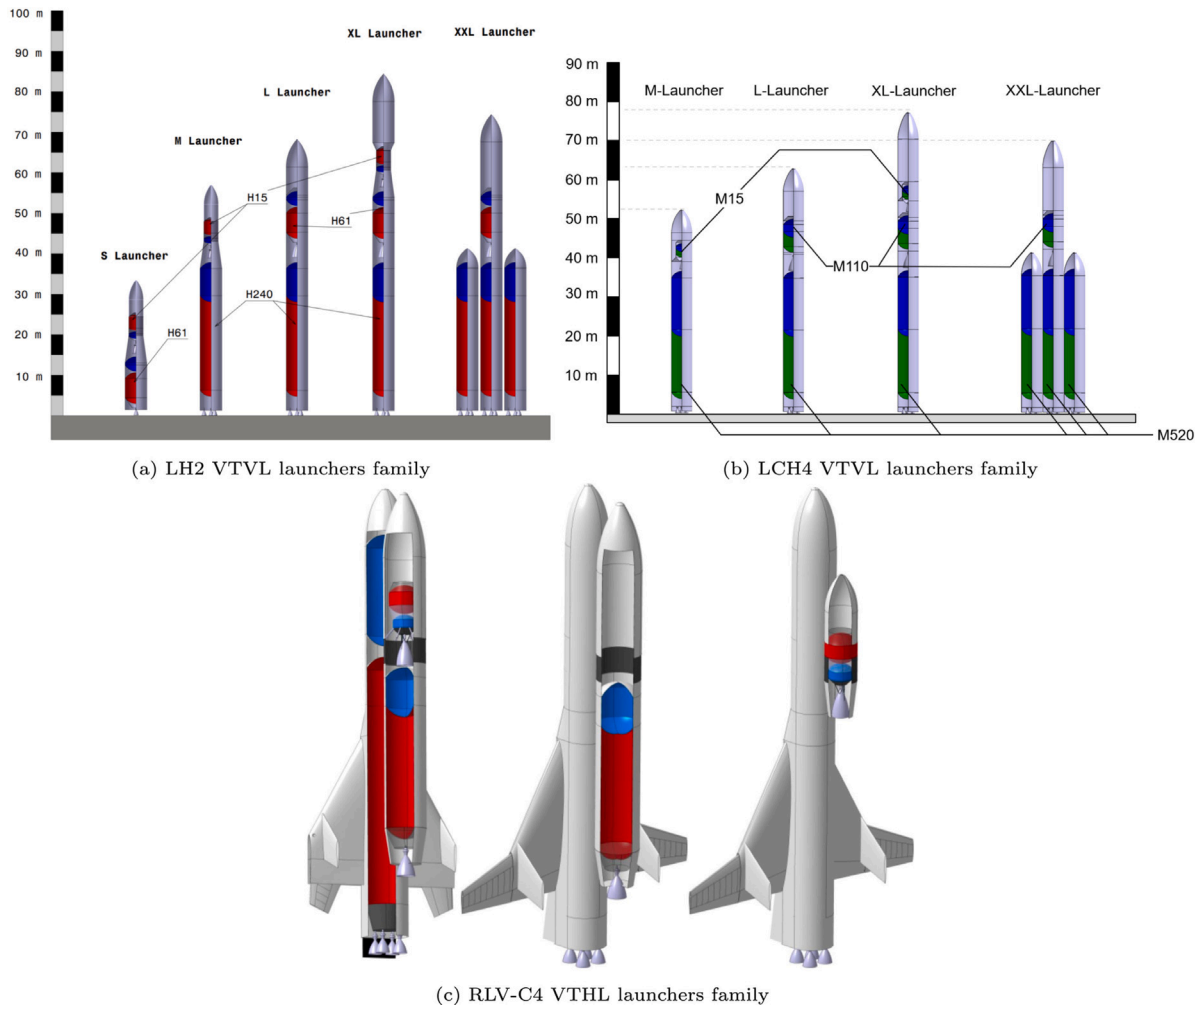 100 m
90 m
80 m
70 m
60 m
50 m
40 m
30 m
20 m
10 m
XL Launcher
XXL Launcher
L Launcher
M Launcher
S Launcher
H15
H61
H240
H61
(a) LH2 VTVL launchers family
90 m
80 m
70 m
60 m
50 m
40 m
30 m
20 m
10 m
M-Launcher
L-Launcher
XL-Launcher
XXL-Launcher
M15
M110
M520
(b) LCH4 VTVL launchers family
(c) RLV-C4 VTHL launchers family